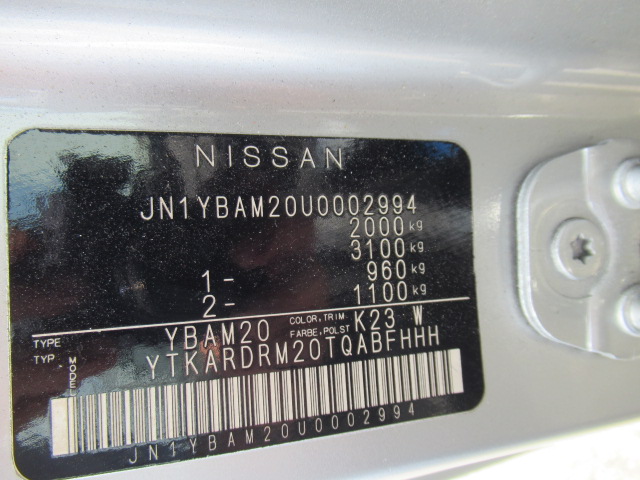 NISSAN
JN1YBAM20U0002994
2000 kg
3100 kg
1- 960 kg
2- 1100 kg
TYPE YBAM20 COLOR,TRIM K23 W
TYP FARBE,POLST
MODEL YTKARDRM20TQABFHHH
JN1YBAM20U0002994